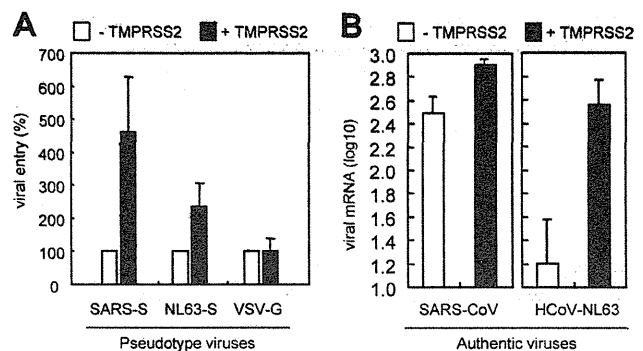 A
- TMPRSS2 + TMPRSS2
viral entry (%)
700
600
500
400
300
200
100
0
SARS-S NL63-S VSV-G
Pseudotype viruses
B
- TMPRSS2 + TMPRSS2
viral mRNA (log10)
3.0
2.8
2.6
2.4
2.2
2.0
1.8
1.6
1.4
1.2
1.0
SARS-CoV HCoV-NL63
Authentic viruses